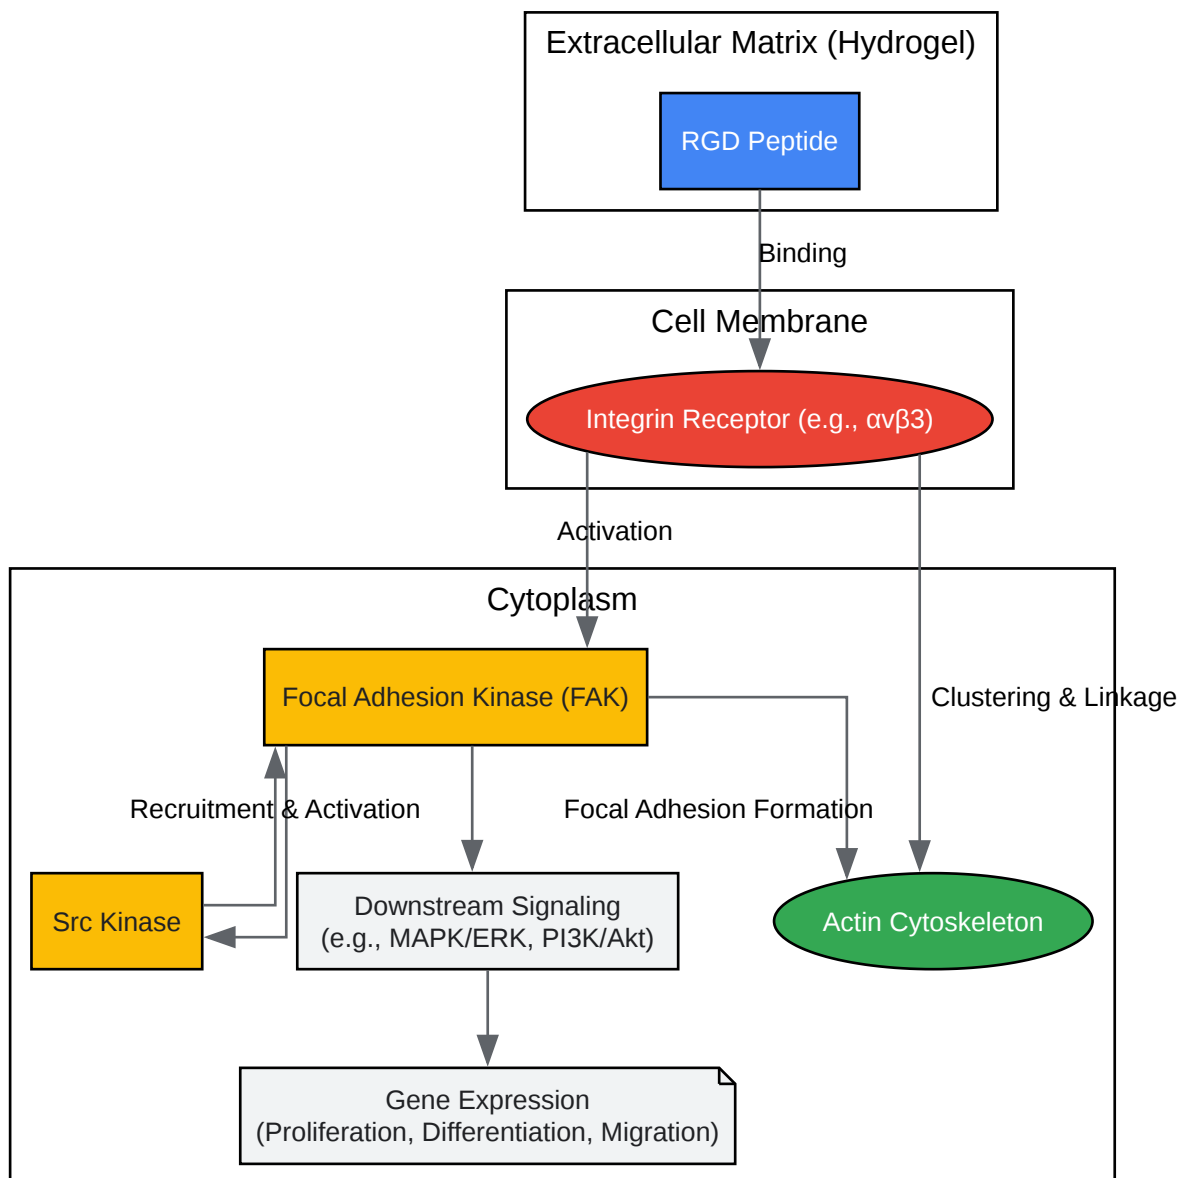 Extracellular Matrix (Hydrogel)
RGD Peptide
Binding
Cell Membrane
Integrin Receptor (e.g., αvβ3)
Activation
Cytoplasm
Focal Adhesion Kinase (FAK)
Clustering & Linkage
Recruitment & Activation
Focal Adhesion Formation
Src Kinase
Downstream Signaling
(e.g., MAPK/ERK, PI3K/Akt)
Actin Cytoskeleton
Gene Expression
(Proliferation, Differentiation, Migration)